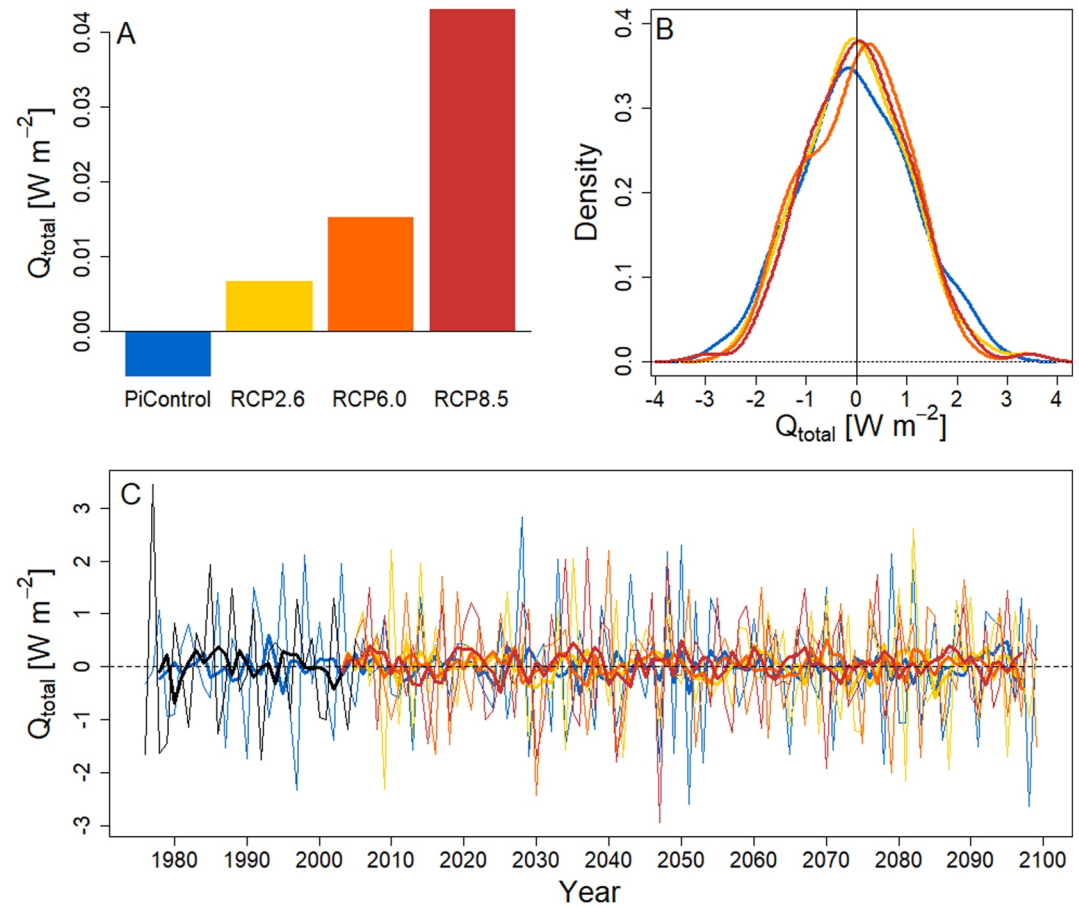 A
Q_total [W m⁻²]
0.04
0.03
0.02
0.01
0.00
PiControl RCP2.6 RCP6.0 RCP8.5
B
Density
0.4
0.3
0.2
0.1
0.0
-4 -3 -2 -1 0 1 2 3 4
Q_total [W m⁻²]
C
Q_total [W m⁻²]
3
2
1
0
-1
-2
-3
1980 1990 2000 2010 2020 2030 2040 2050 2060 2070 2080 2090 2100
Year